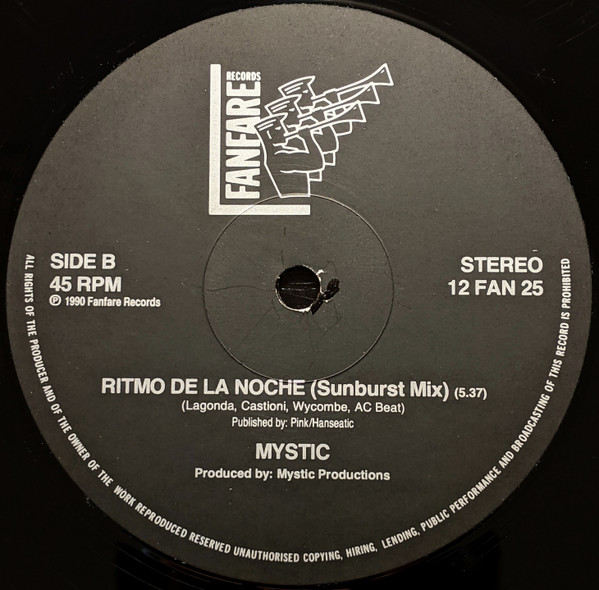 FANFARE
RECORDS
SIDE B
45 RPM
℗ 1990 Fanfare Records
STEREO
12 FAN 25
RITMO DE LA NOCHE (Sunburst Mix) (5.37)
(Lagonda, Castioni, Wycombe, AC Beat)
Published by: Pink/Hanseatic
MYSTIC
Produced by: Mystic Productions
ALL RIGHTS OF THE PRODUCER AND OF THE OWNER OF THE WORK REPRODUCED RESERVED UNAUTHORISED COPYING, HIRING, LENDING, PUBLIC PERFORMANCE AND BROADCASTING OF THIS RECORD IS PROHIBITED